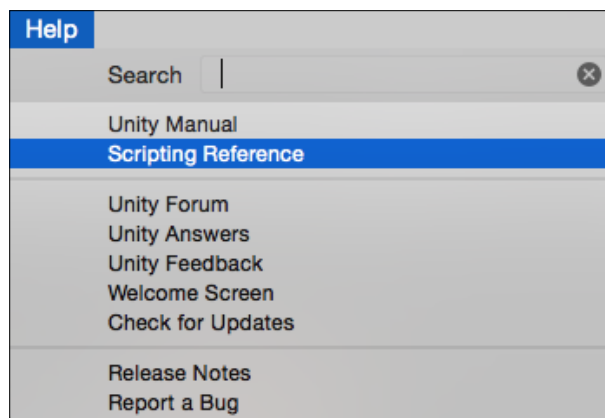 Help
Search
Unity Manual
Scripting Reference
Unity Forum
Unity Answers
Unity Feedback
Welcome Screen
Check for Updates
Release Notes
Report a Bug